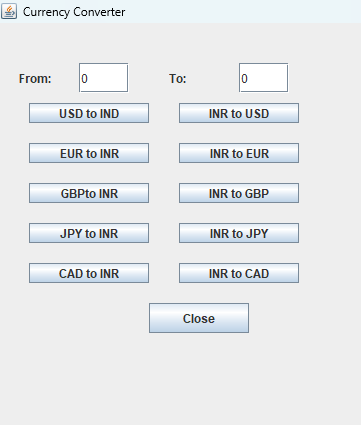 Currency Converter
From: 0 To: 0
USD to IND INR to USD
EUR to INR INR to EUR
GBPto INR INR to GBP
JPY to INR INR to JPY
CAD to INR INR to CAD
Close